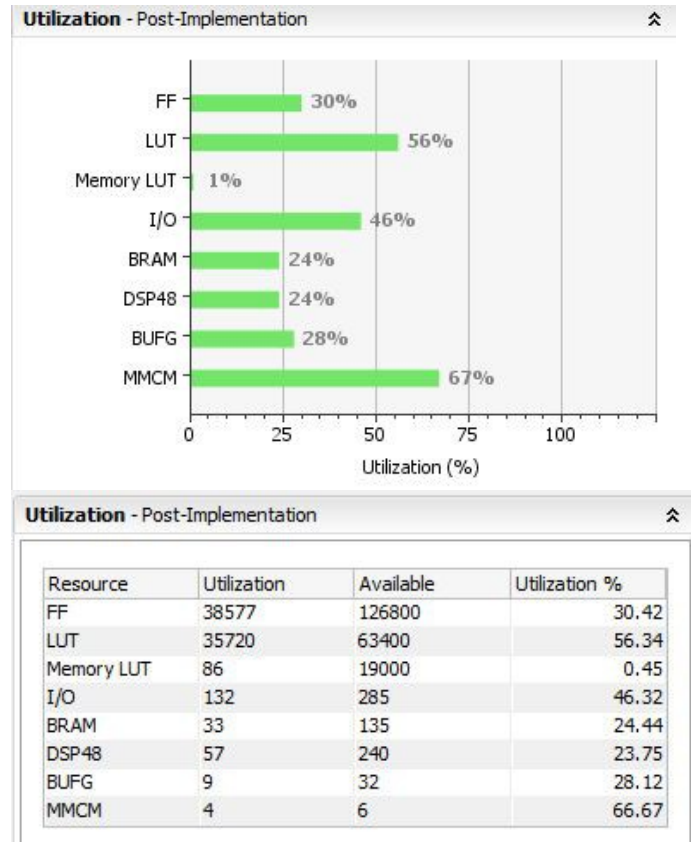 Utilization - Post-Implementation
FF 30%
LUT 56%
Memory LUT 1%
I/O 46%
BRAM 24%
DSP48 24%
BUFG 28%
MMCM 67%
0 25 50 75 100
Utilization (%)
Utilization - Post-Implementation
Resource Utilization Available Utilization %
FF 38577 126800 30.42
LUT 35720 63400 56.34
Memory LUT 86 19000 0.45
I/O 132 285 46.32
BRAM 33 135 24.44
DSP48 57 240 23.75
BUFG 9 32 28.12
MMCM 4 6 66.67